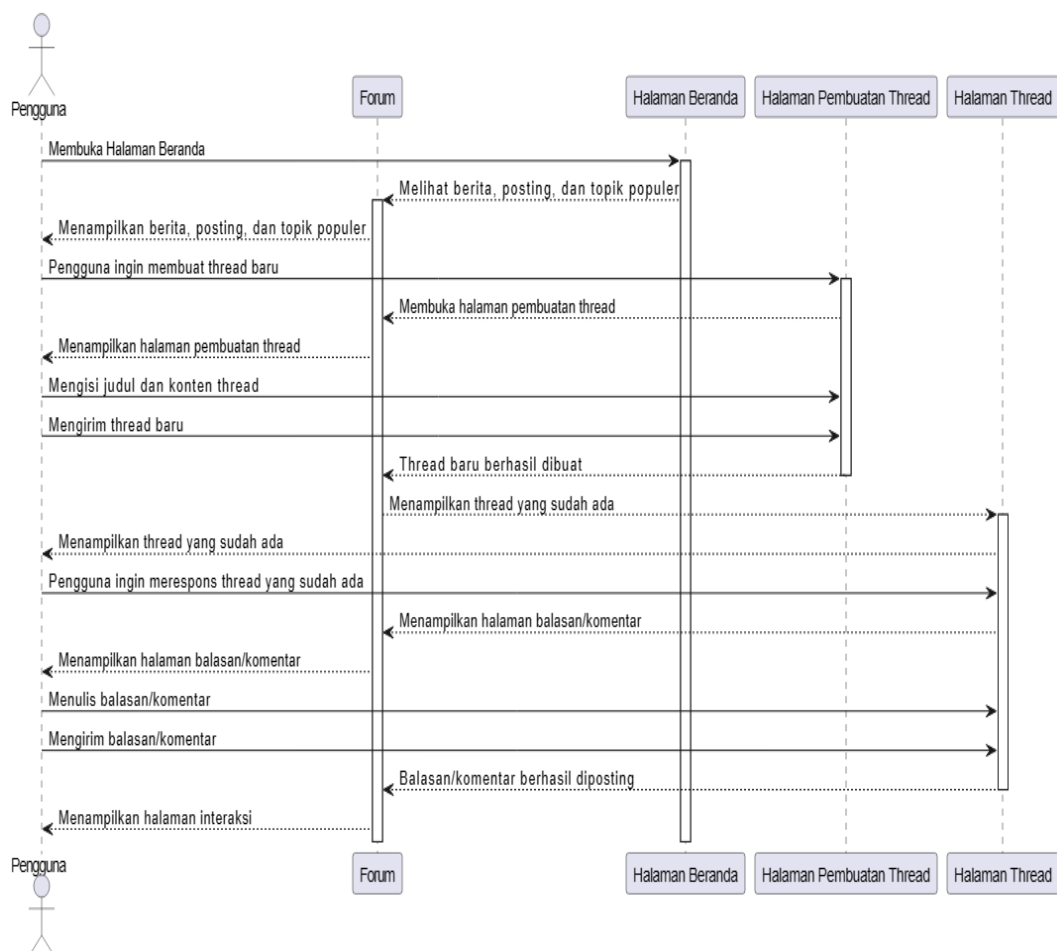 Pengguna
Forum
Halaman Beranda
Halaman Pembuatan Thread
Halaman Thread
Membuka Halaman Beranda
Melihat berita, posting, dan topik populer
Menampilkan berita, posting, dan topik populer
Pengguna ingin membuat thread baru
Membuka halaman pembuatan thread
Menampilkan halaman pembuatan thread
Mengisi judul dan konten thread
Mengirim thread baru
Thread baru berhasil dibuat
Menampilkan thread yang sudah ada
Menampilkan thread yang sudah ada
Pengguna ingin merespons thread yang sudah ada
Menampilkan halaman balasan/komentar
Menampilkan halaman balasan/komentar
Menulis balasan/komentar
Mengirim balasan/komentar
Balasan/komentar berhasil diposting
Menampilkan halaman interaksi
Pengguna
Forum
Halaman Beranda
Halaman Pembuatan Thread
Halaman Thread